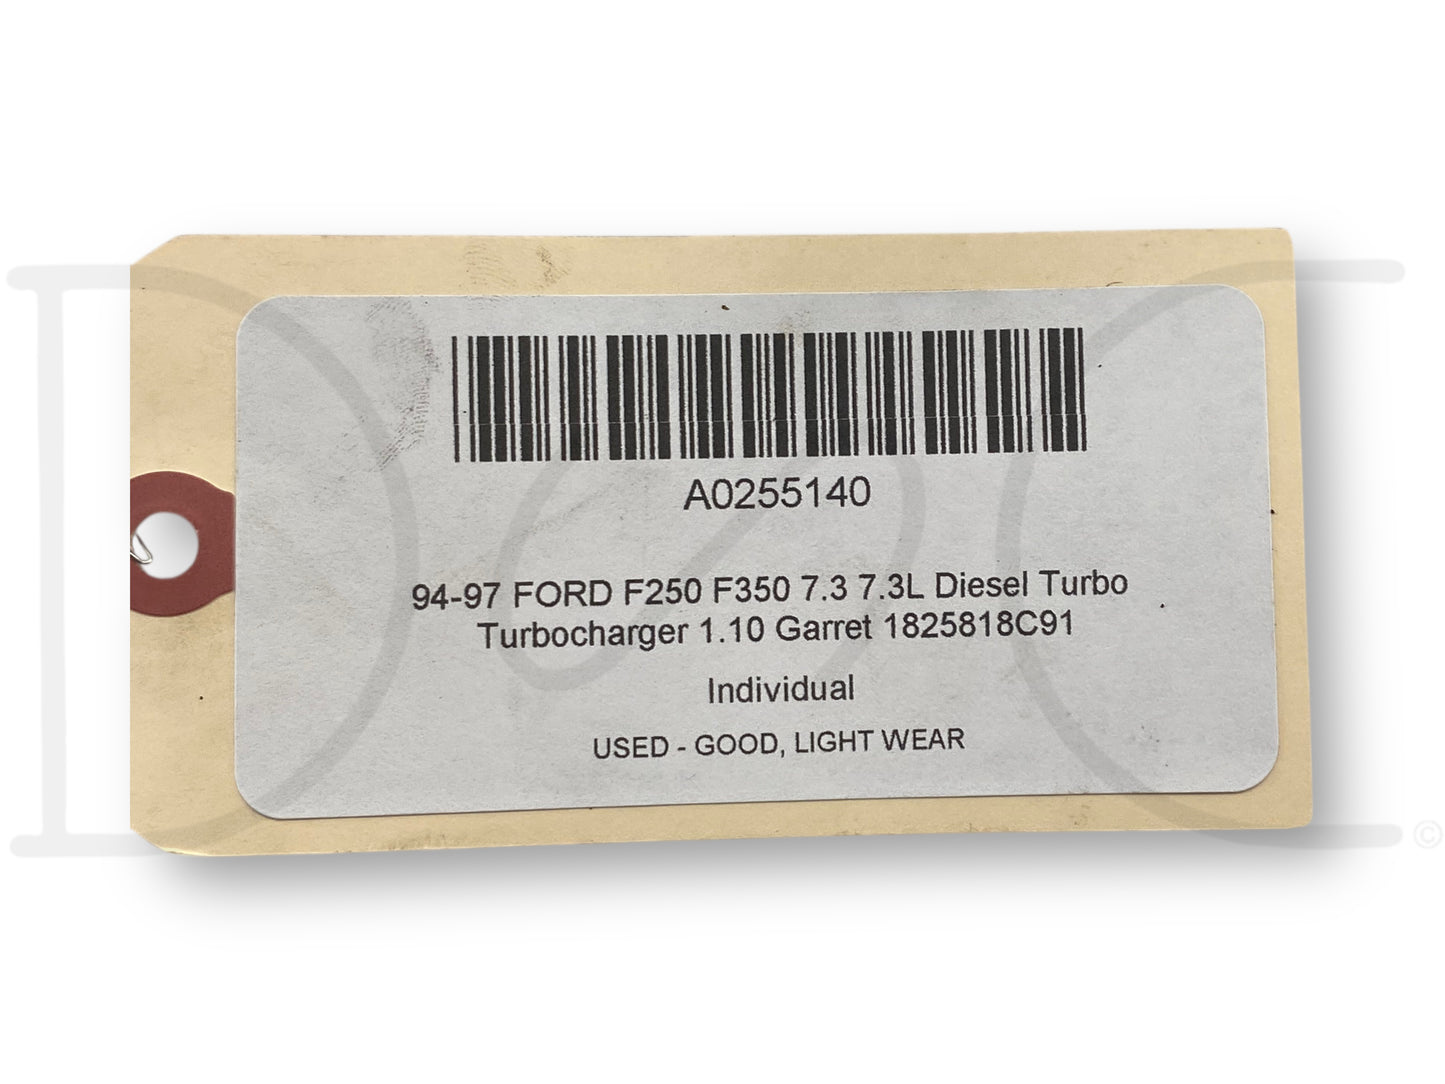 A0255140
94-97 FORD F250 F350 7.3 7.3L Diesel Turbo
Turbocharger 1.10 Garret 1825818C91
Individual
USED - GOOD, LIGHT WEAR
©